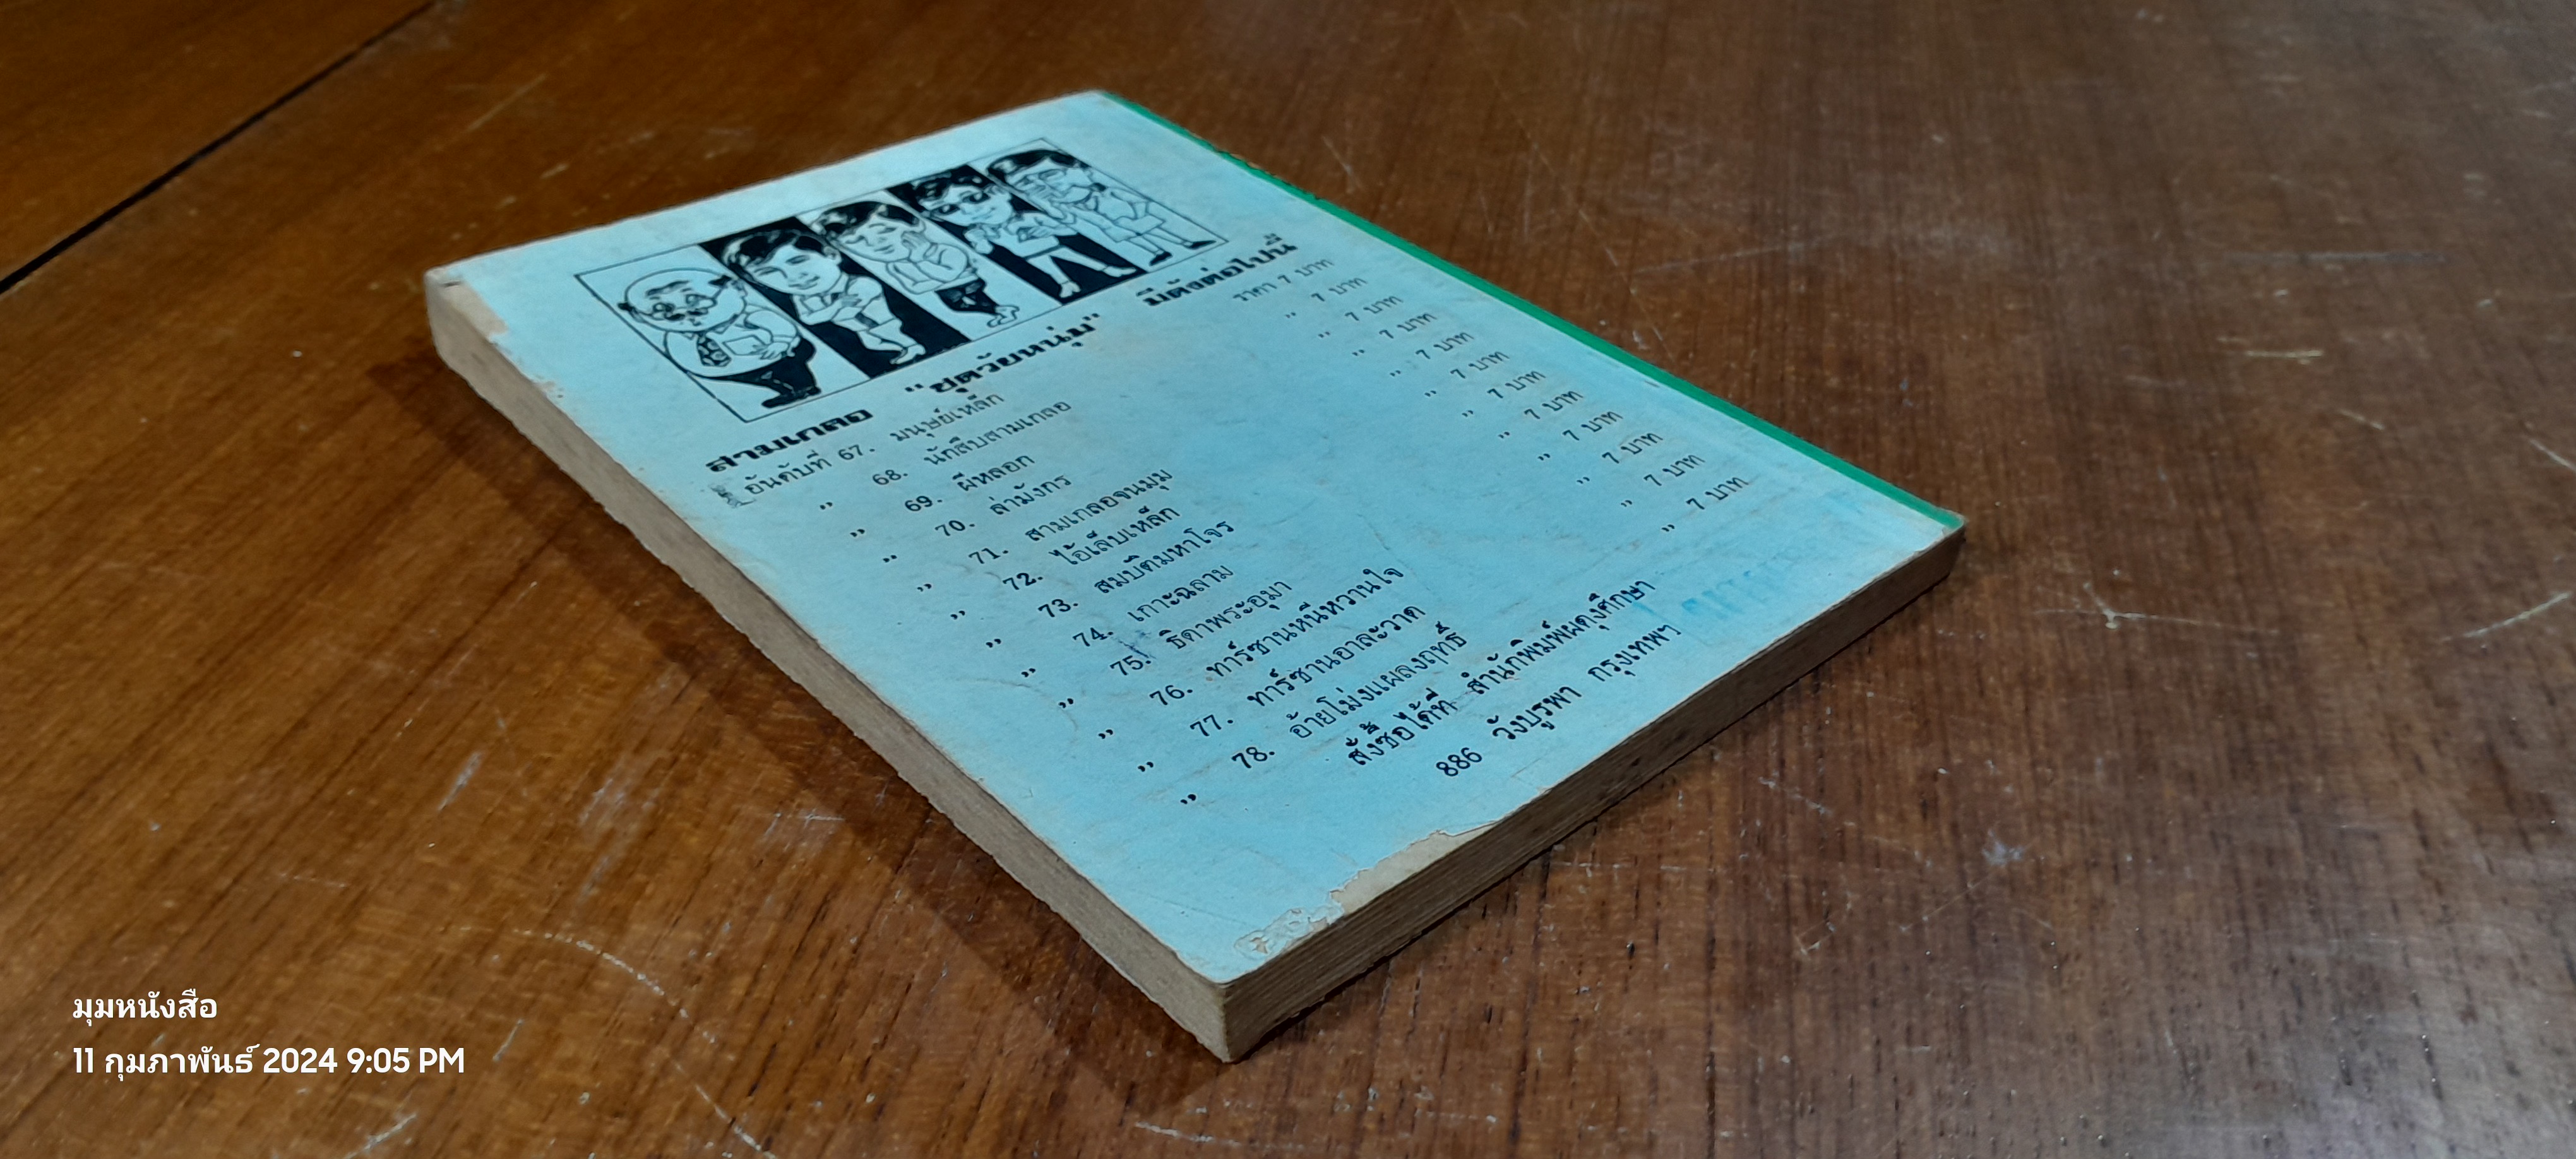 สามเกลอ "ชุดวัยหนุ่ม" มีดังต่อไปนี้
อันดับที่ 67. มนุษย์เหล็ก ราคา 7 บาท
,, 68. นักสืบสามเกลอ ,, 7 บาท
,, 69. ผีหลอก ,, 7 บาท
,, 70. ล่ามังกร ,, 7 บาท
,, 71. สามเกลอจนมุม ,, 7 บาท
,, 72. ไอ้เล็บเหล็ก ,, 7 บาท
,, 73. สมบัติมหาโจร ,, 7 บาท
,, 74. เกาะฉลาม ,, 7 บาท
,, 75. ธิดาพระอุมา ,, 7 บาท
,, 76. ทาร์ซานหนีหวานใจ ,, 7 บาท
,, 77. ทาร์ซานอาละวาด ,, 7 บาท
,, 78. อ้ายโม่งแผลงฤทธิ์ ,, 7 บาท
สั่งซื้อได้ที่ สำนักพิมพ์ผดุงศึกษา
886 วังบูรพา กรุงเทพฯ
มุมหนังสือ
11 กุมภาพันธ์ 2024 9:05 PM